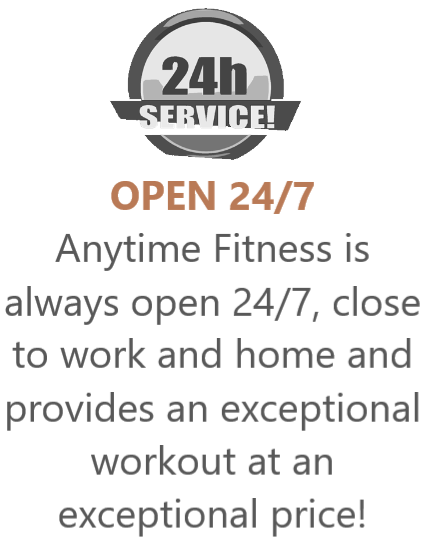 24h
SERVICE!
OPEN 24/7
Anytime Fitness is
always open 24/7, close
to work and home and
provides an exceptional
workout at an
exceptional price!